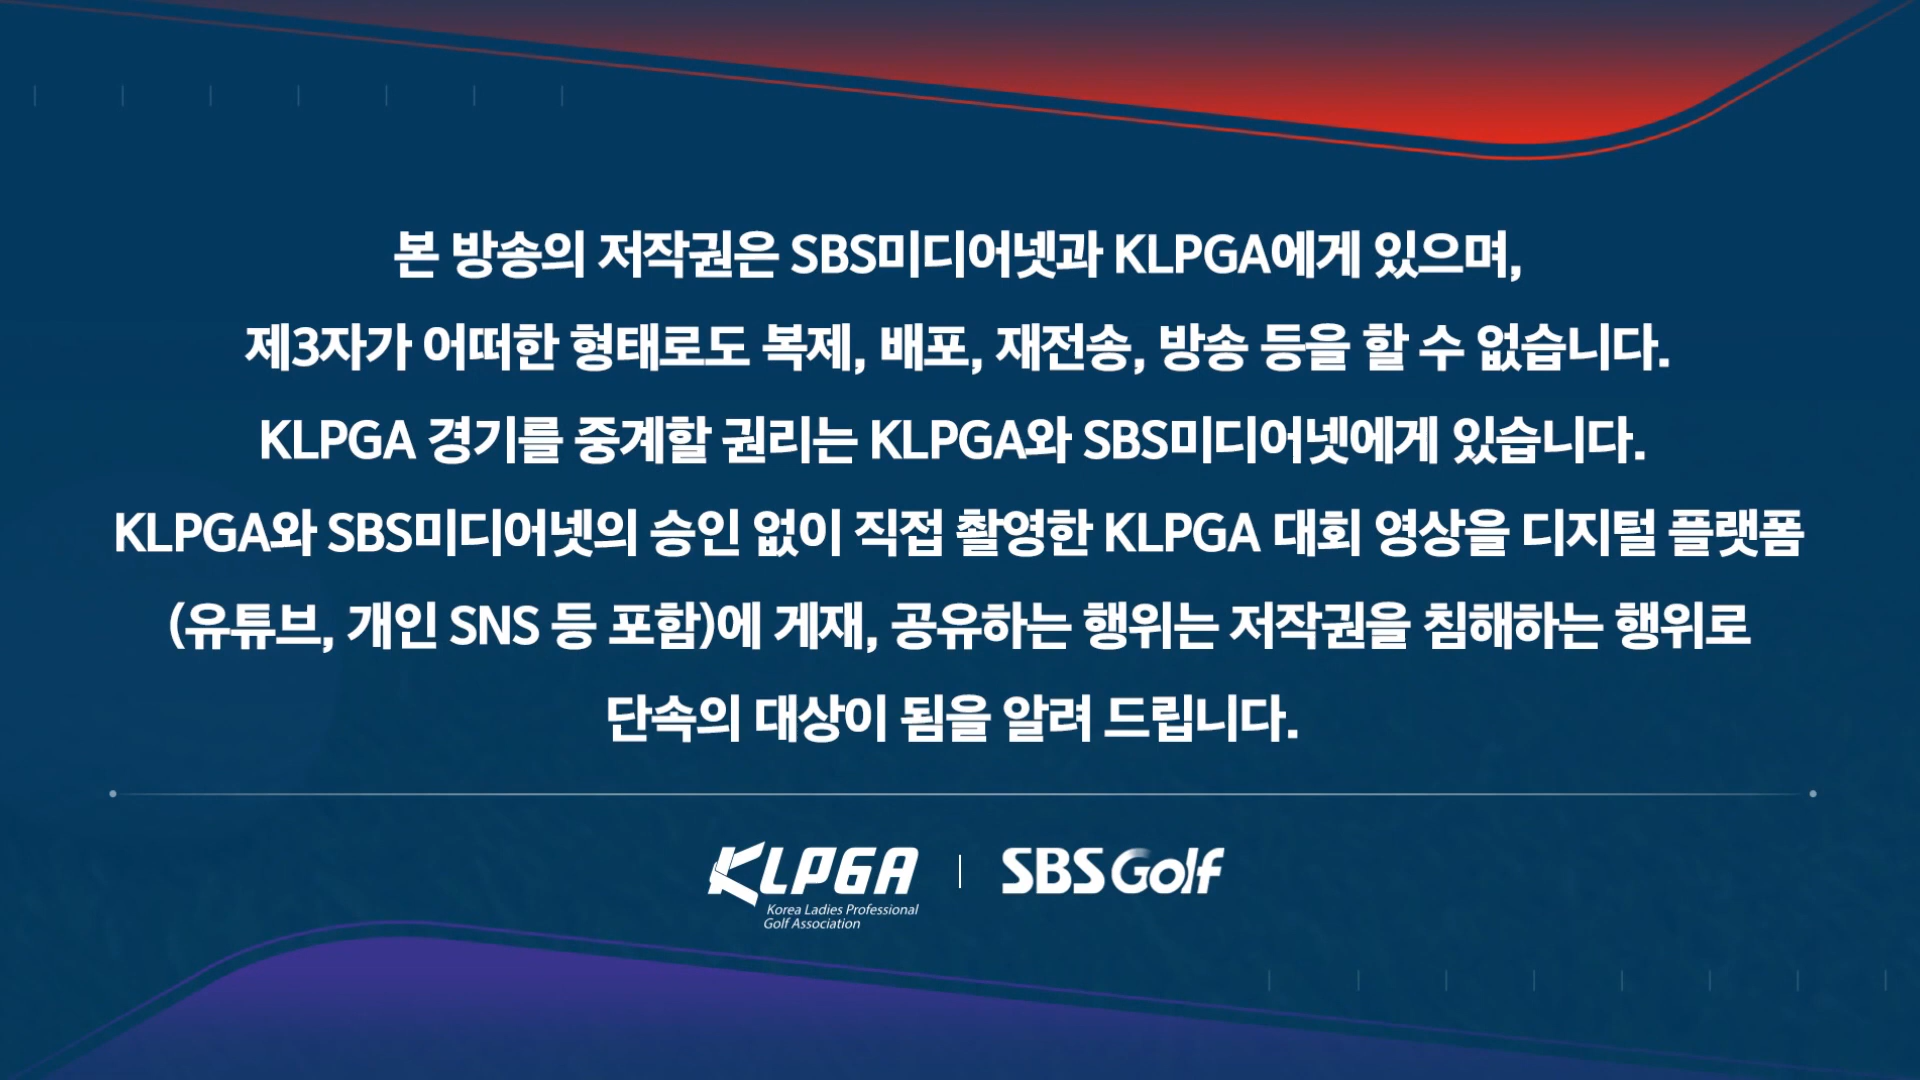 본 방송의 저작권은 SBS미디어넷과 KLPGA에게 있으며,
제3자가 어떠한 형태로도 복제, 배포, 재전송, 방송 등을 할 수 없습니다.
KLPGA 경기를 중계할 권리는 KLPGA와 SBS미디어넷에게 있습니다.
KLPGA와 SBS미디어넷의 승인 없이 직접 촬영한 KLPGA 대회 영상을 디지털 플랫폼
(유튜브, 개인 SNS 등 포함)에 게재, 공유하는 행위는 저작권을 침해하는 행위로
단속의 대상이 됨을 알려 드립니다.
KLPGA
Korea Ladies Professional
Golf Association
SBS Golf